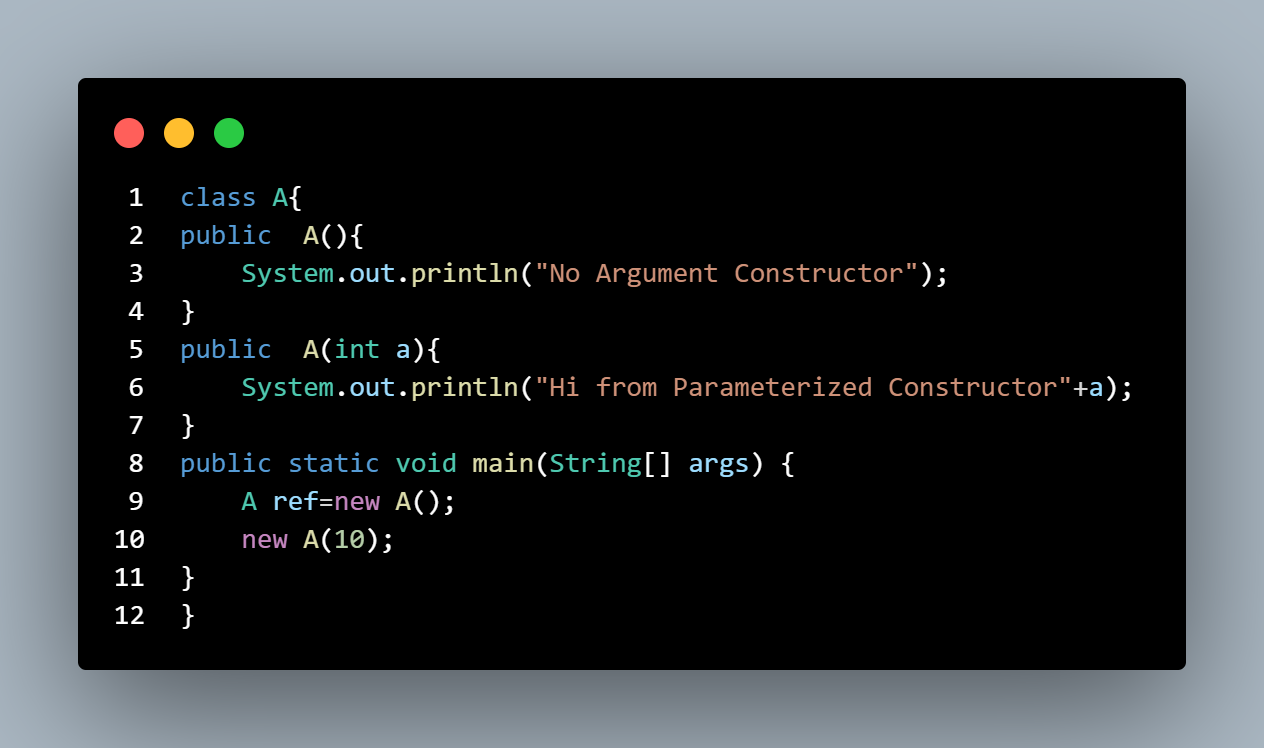 1 class A{
2 public  A(){
3     System.out.println("No Argument Constructor");
4 }
5 public  A(int a){
6     System.out.println("Hi from Parameterized Constructor"+a);
7 }
8 public static void main(String[] args) {
9     A ref=new A();
10     new A(10);
11 }
12 }